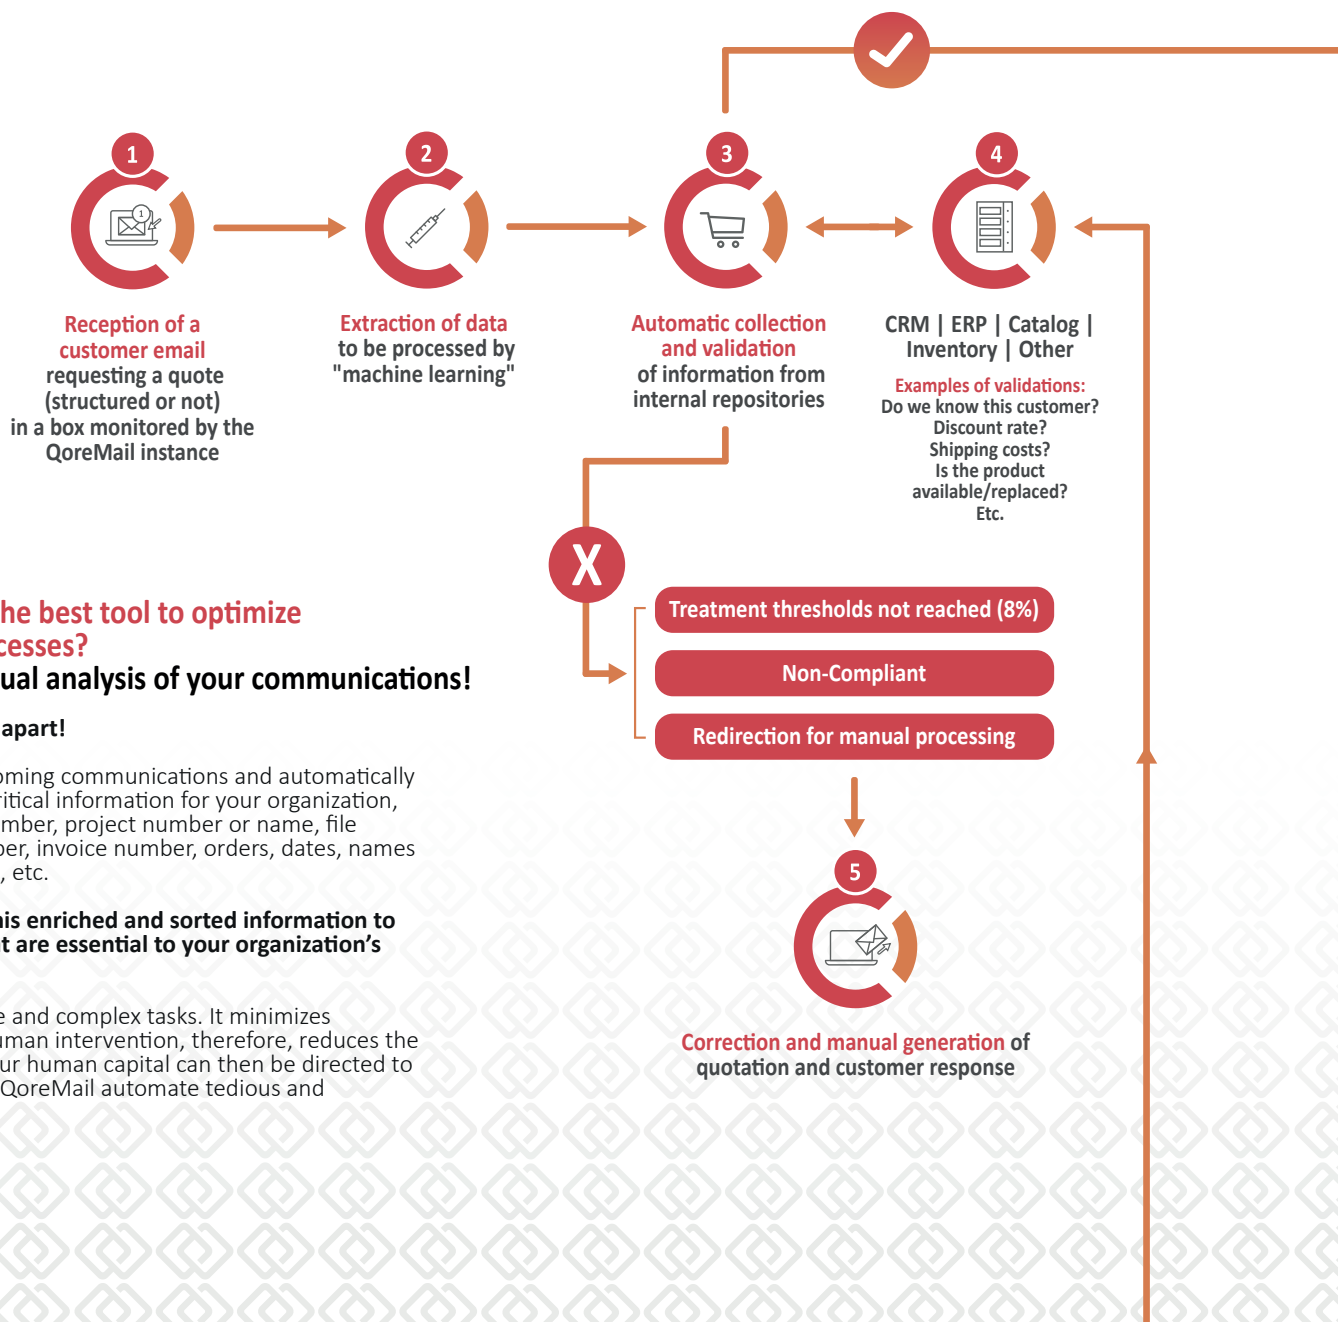 1
Reception of a
customer email
requesting a quote
(structured or not)
in a box monitored by the
QoreMail instance
2
Extraction of data
to be processed by
"machine learning"
3
Automatic collection
and validation
of information from
internal repositories
4
CRM | ERP | Catalog |
Inventory | Other
Examples of validations:
Do we know this customer?
Discount rate?
Shipping costs?
Is the product
available/replaced?
Etc.
X
Treatment thresholds not reached (8%)
Non-Compliant
Redirection for manual processing
5
Correction and manual generation of
quotation and customer response
he best tool to optimize
cesses?
ual analysis of your communications!
apart!
oming communications and automatically
ritical information for your organization,
mber, project number or name, file
ber, invoice number, orders, dates, names
, etc.
his enriched and sorted information to
t are essential to your organization's
e and complex tasks. It minimizes
uman intervention, therefore, reduces the
ur human capital can then be directed to
QoreMail automate tedious and